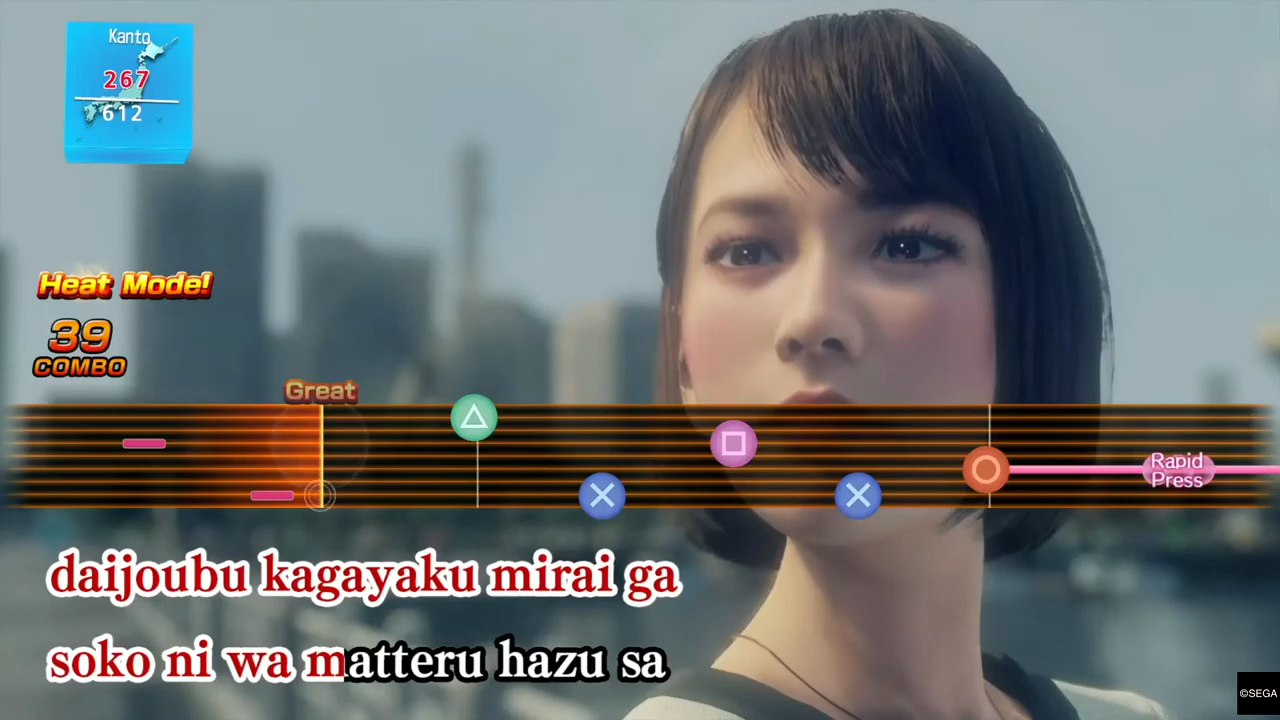 Kanto
267
612
Heat Mode!
39
COMBO
Great
Rapid
Press
daijoubu kagayaku mirai ga
soko ni wa matteru hazu sa
©SEGA